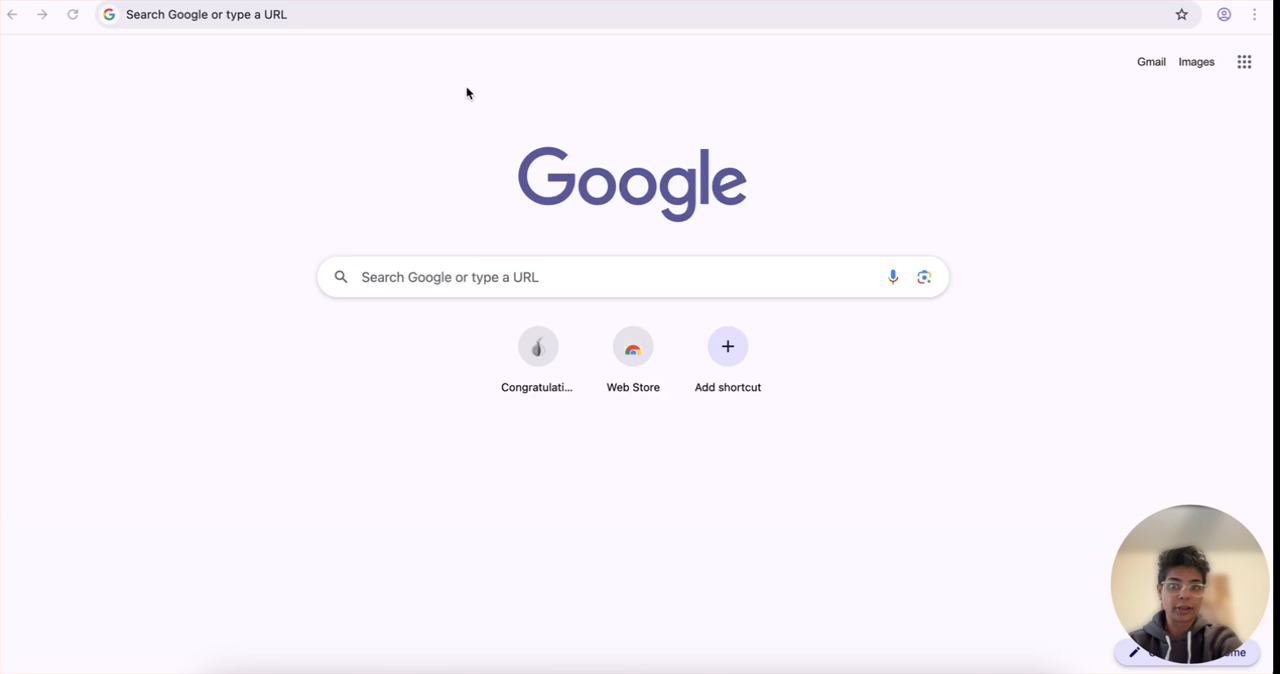 Search Google or type a URL
Gmail Images
Google
Search Google or type a URL
Congratulati... Web Store Add shortcut